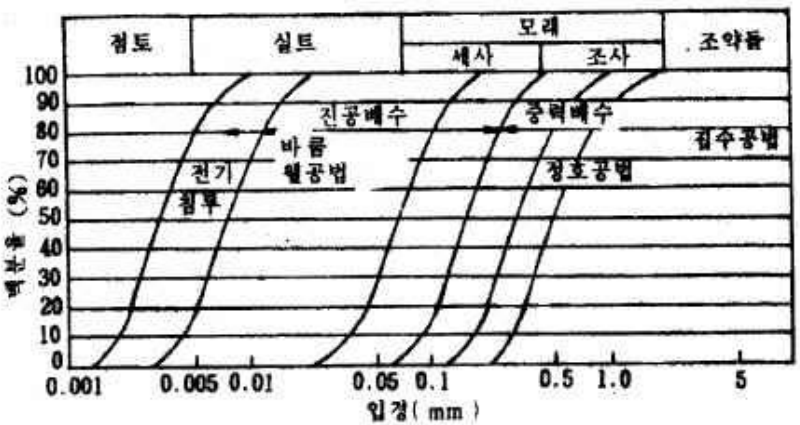 점토 실트 모래 조약돌
세사 조사
100
90
80
70
60
50
40
30
20
10
0
백분율 (%)
진공배수 중력배수
바큠
웰공법
전기
침투
정호공법
집수공법
0.001 0.005 0.01 0.05 0.1 0.5 1.0 5
입경( mm )